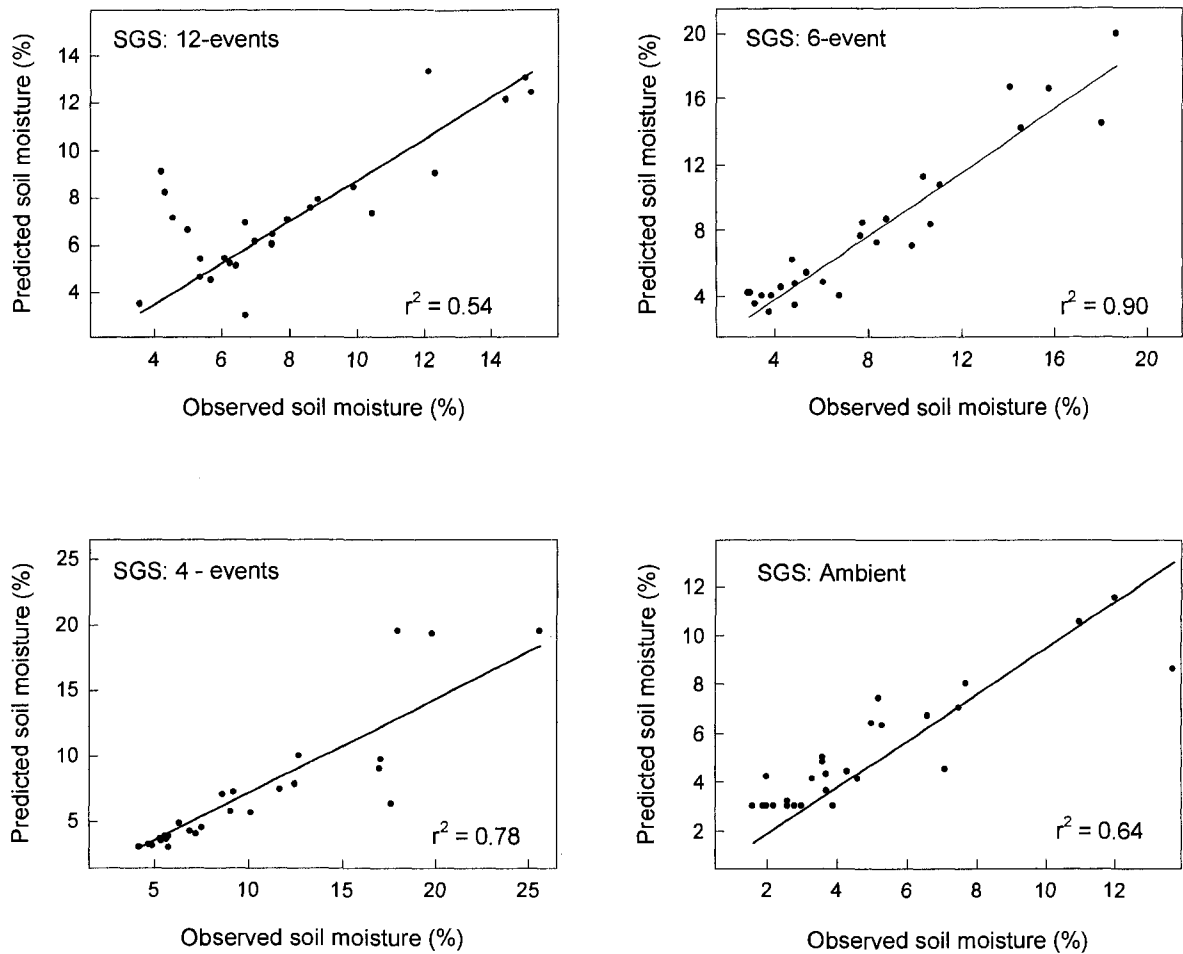 SGS: 12-events
Predicted soil moisture (%)
14
12
10
8
6
4
r² = 0.54
4 6 8 10 12 14
Observed soil moisture (%)
SGS: 6-event
Predicted soil moisture (%)
20
16
12
8
4
r² = 0.90
4 8 12 16 20
Observed soil moisture (%)
SGS: 4 - events
Predicted soil moisture (%)
25
20
15
10
5
r² = 0.78
5 10 15 20 25
Observed soil moisture (%)
SGS: Ambient
Predicted soil moisture (%)
12
10
8
6
4
2
r² = 0.64
2 4 6 8 10 12
Observed soil moisture (%)